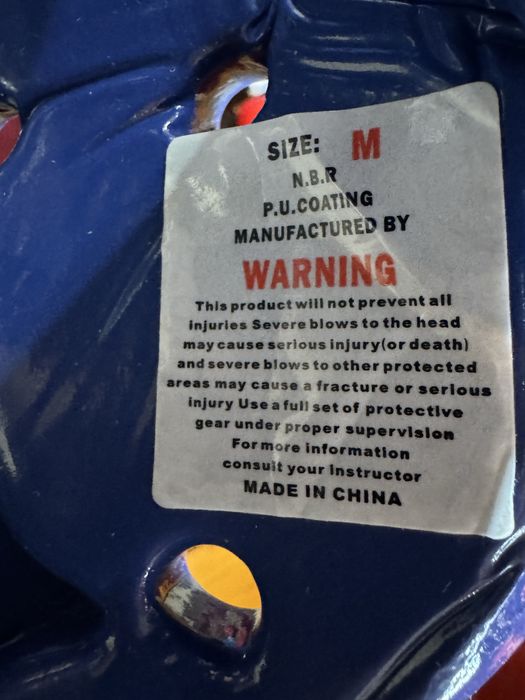 SIZE: M
N.B.R
P.U.COATING
MANUFACTURED BY
WARNING
This product will not prevent all
injuries Severe blows to the head
may cause serious injury(or death)
and severe blows to other protected
areas may cause a fracture or serious
injury Use a full set of protective
gear under proper supervision
For more information
consult your instructor
MADE IN CHINA